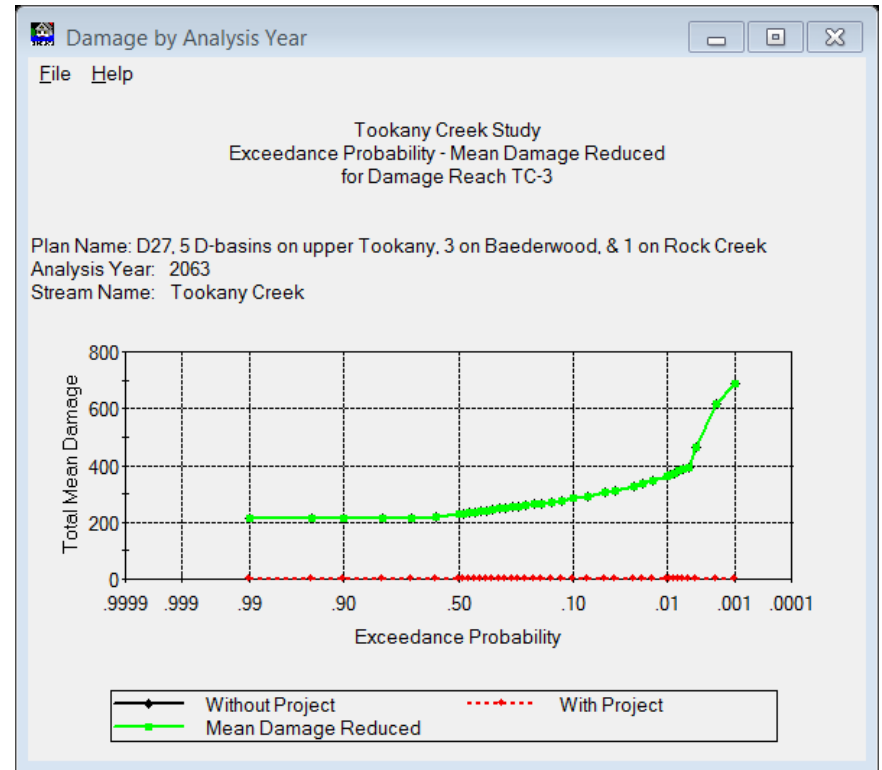 Damage by Analysis Year
File Help
Tookany Creek Study
Exceedance Probability - Mean Damage Reduced
for Damage Reach TC-3
Plan Name: D27, 5 D-basins on upper Tookany, 3 on Baederwood, & 1 on Rock Creek
Analysis Year: 2063
Stream Name: Tookany Creek
800
600
400
200
0
Total Mean Damage
.9999 .999 .99 .90 .50 .10 .01 .001 .0001
Exceedance Probability
Without Project With Project
Mean Damage Reduced